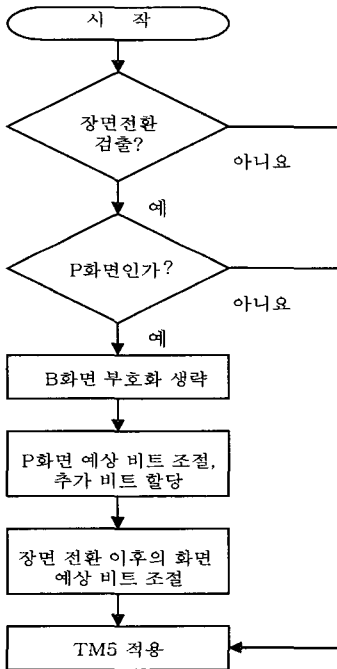 시 작
장면전환
검출?
아니요
예
P화면인가?
아니요
예
B화면 부호화 생략
P화면 예상 비트 조절,
추가 비트 할당
장면 전환 이후의 화면
예상 비트 조절
TM5 적용